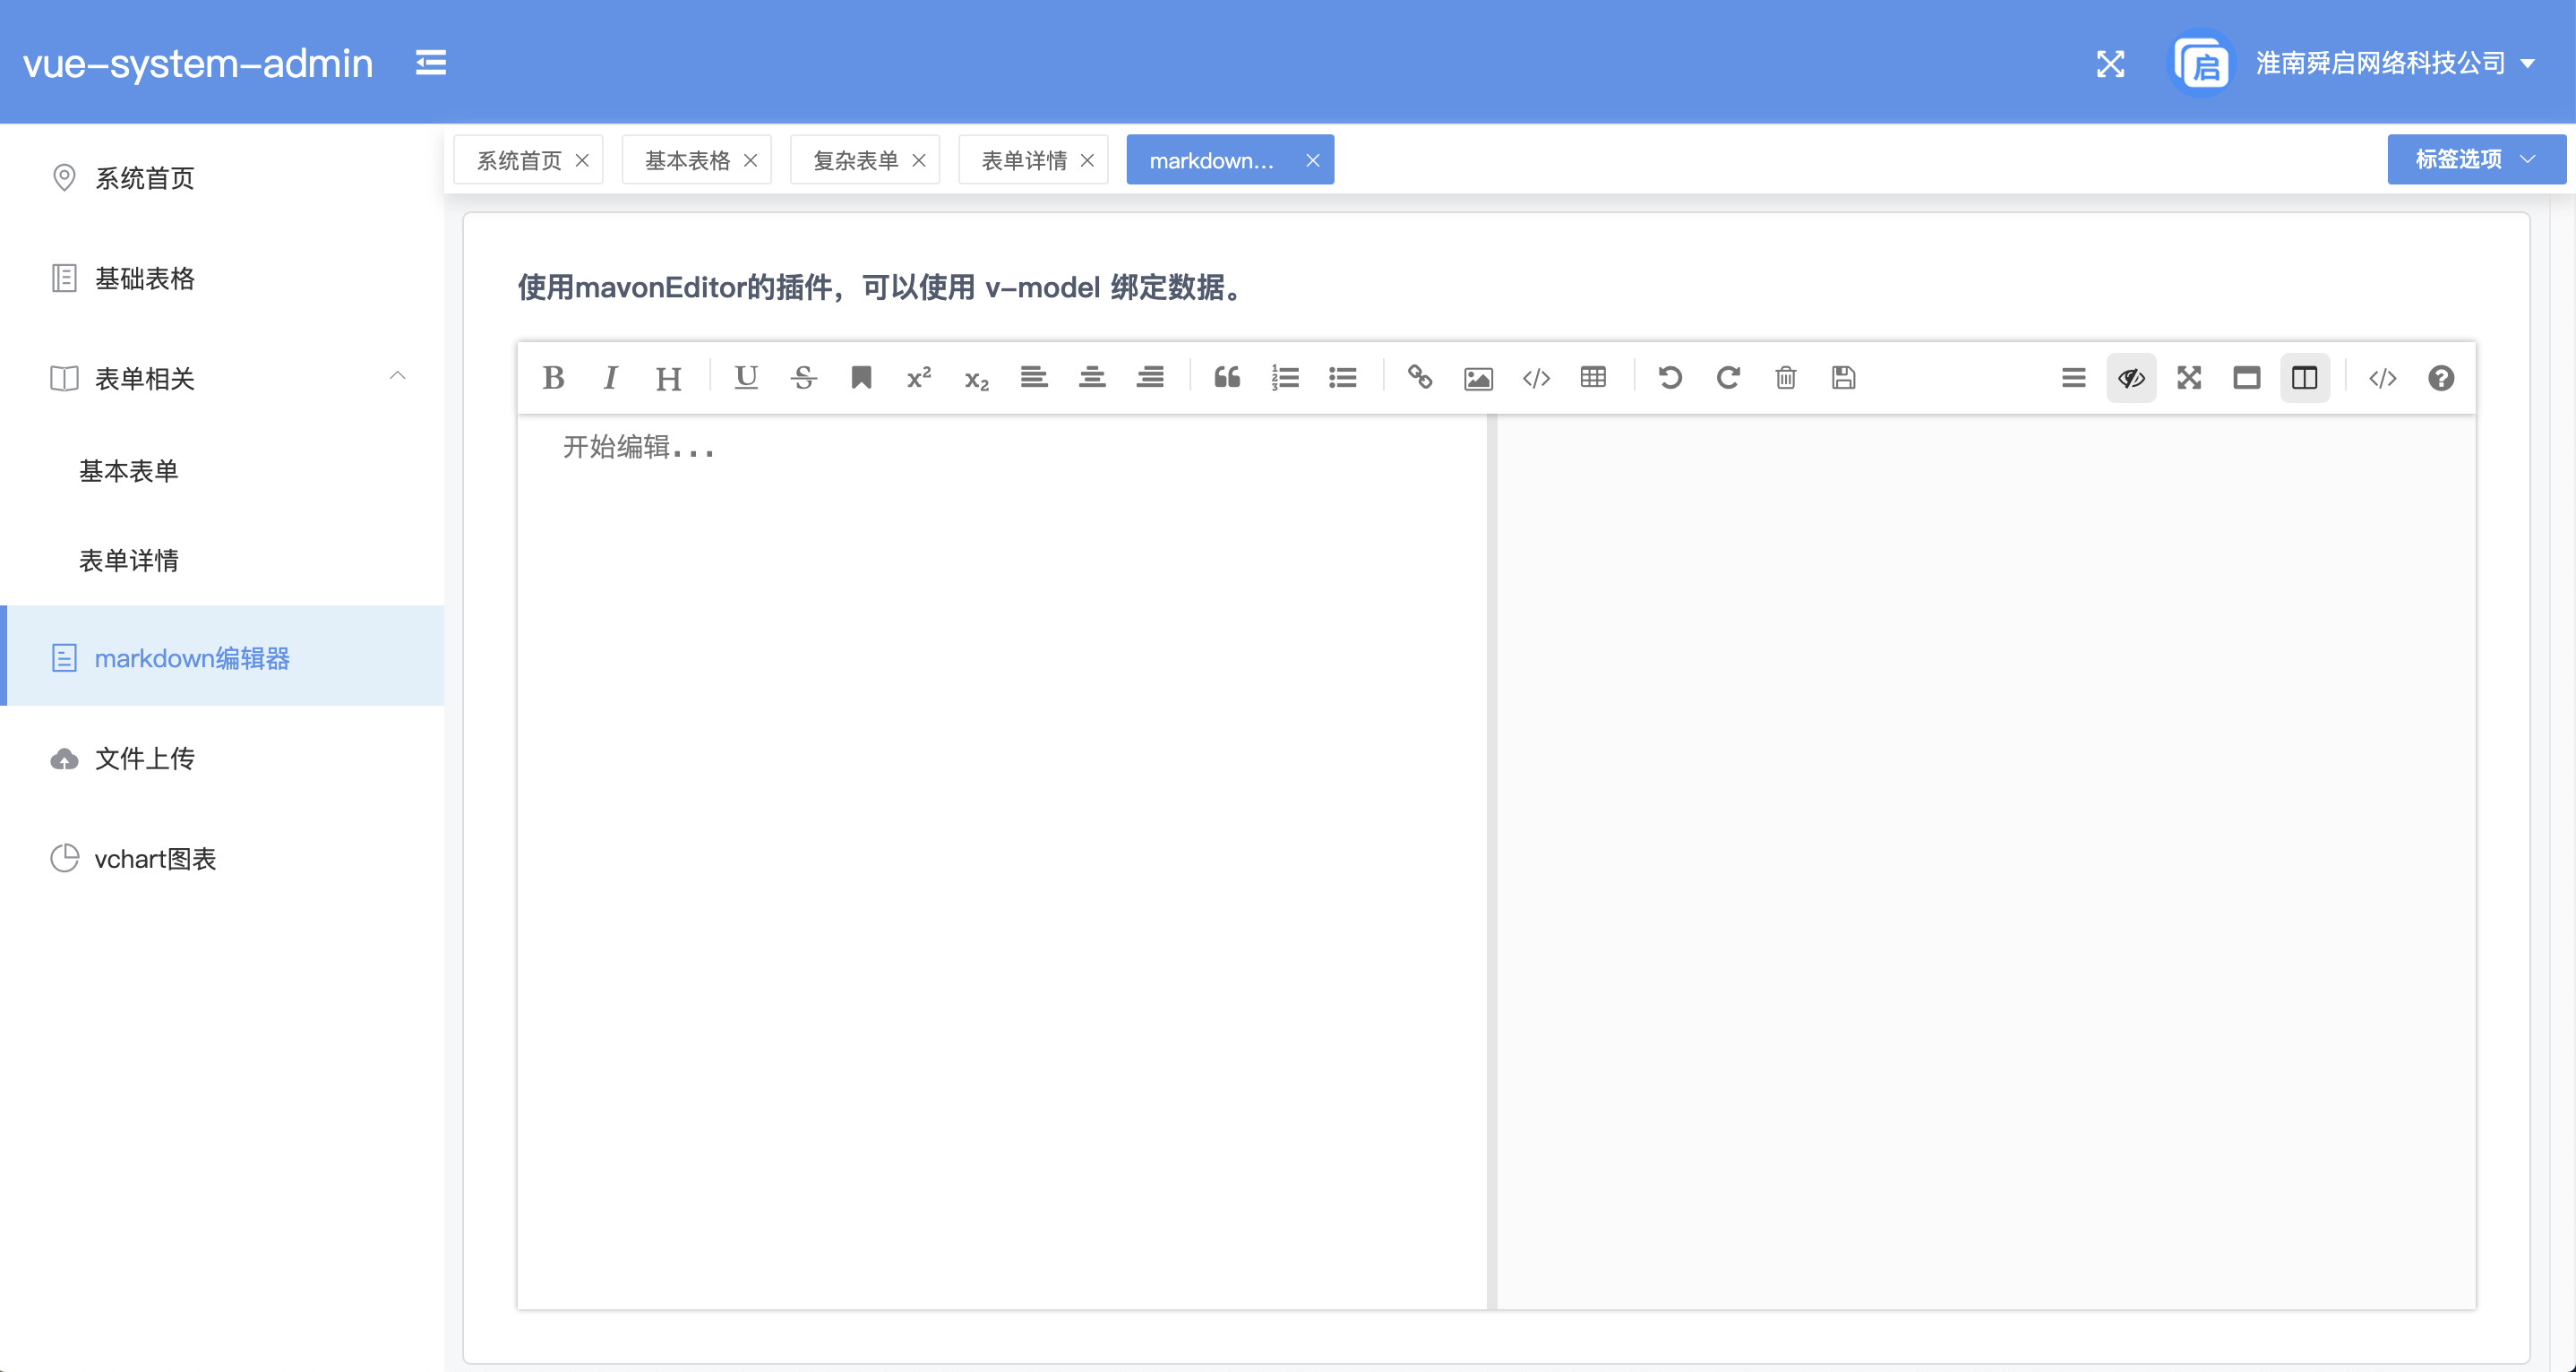 vue-system-admin
启
淮南舜启网络科技公司
系统首页
基础表格
表单相关
基本表单
表单详情
markdown编辑器
文件上传
vchart图表
系统首页 基本表格 复杂表单 表单详情 markdown...
标签选项
使用mavonEditor的插件，可以使用 v-model 绑定数据。
开始编辑...